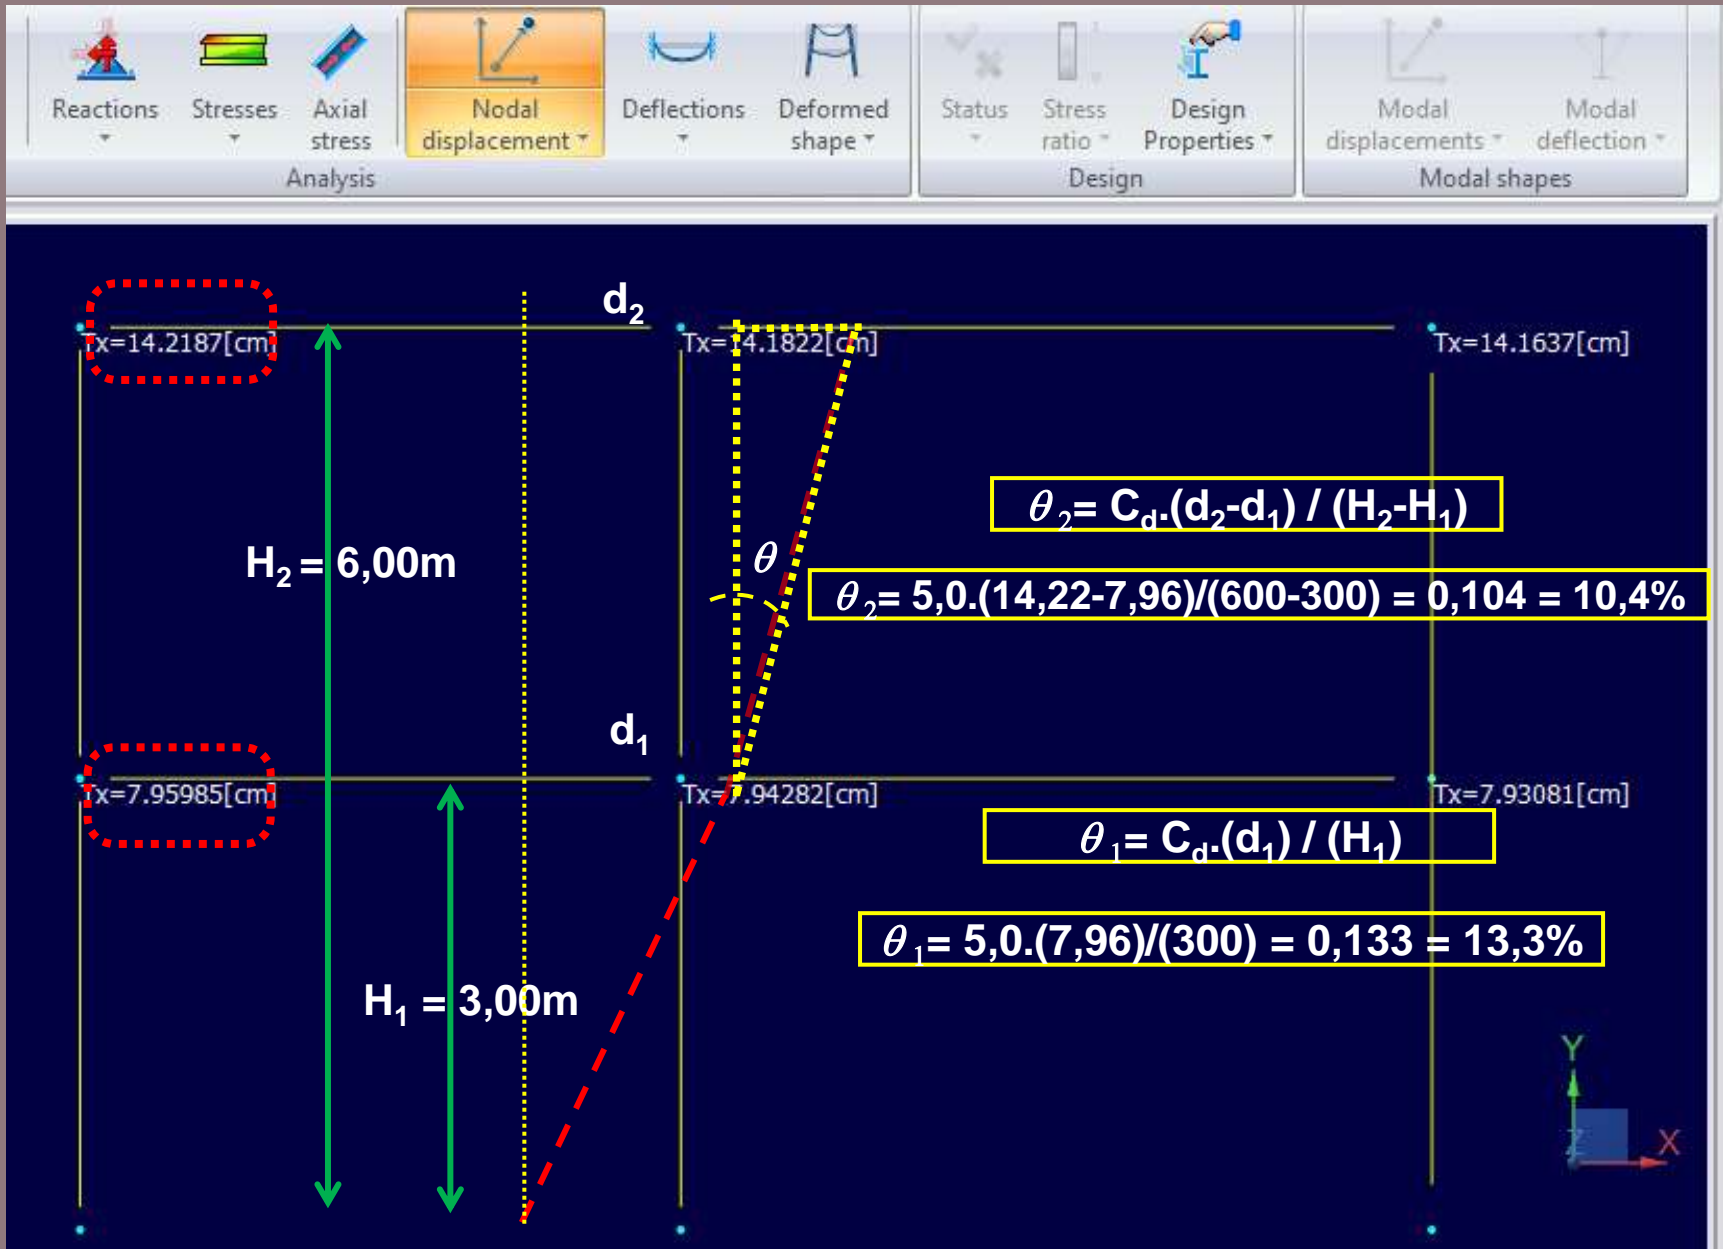 Reactions
Stresses
Axial
stress
Nodal
displacement
Deflections
Deformed
shape
Status
Stress
ratio
Design
Properties
Modal
displacements
Modal
deflection
Analysis
Design
Modal shapes
d₂
Tx=14.2187[cm]
Tx=14.1822[cm]
Tx=14.1637[cm]
θ₂= C_d.(d₂-d₁) / (H₂-H₁)
H₂ = 6,00m
θ
θ₂= 5,0.(14,22-7,96)/(600-300) = 0,104 = 10,4%
d₁
Tx=7.95985[cm]
Tx=7.94282[cm]
Tx=7.93081[cm]
θ₁= C_d.(d₁) / (H₁)
θ₁= 5,0.(7,96)/(300) = 0,133 = 13,3%
H₁ = 3,00m
Y
Z
X